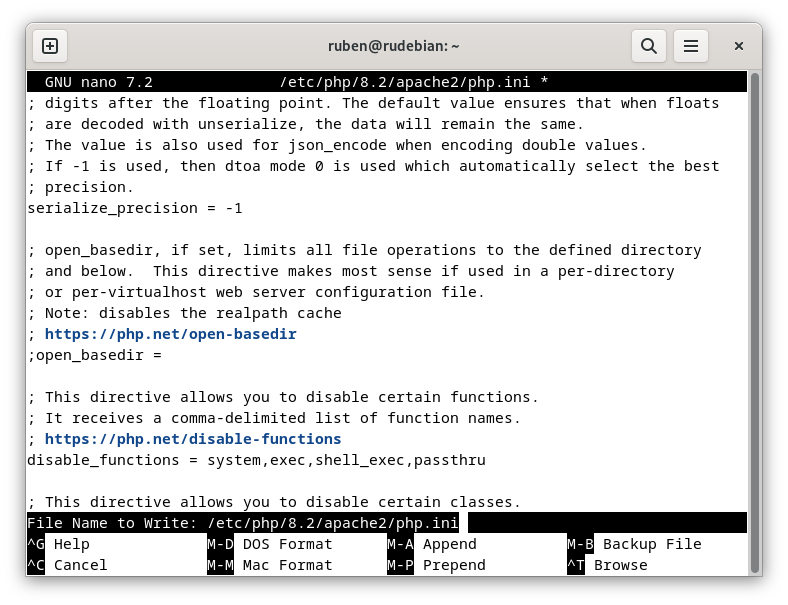 ruben@rudebian: ~
GNU nano 7.2 /etc/php/8.2/apache2/php.ini *
; digits after the floating point. The default value ensures that when floats
; are decoded with unserialize, the data will remain the same.
; The value is also used for json_encode when encoding double values.
; If -1 is used, then dtoa mode 0 is used which automatically select the best
; precision.
serialize_precision = -1
; open_basedir, if set, limits all file operations to the defined directory
; and below.  This directive makes most sense if used in a per-directory
; or per-virtualhost web server configuration file.
; Note: disables the realpath cache
; https://php.net/open-basedir
;open_basedir =
; This directive allows you to disable certain functions.
; It receives a comma-delimited list of function names.
; https://php.net/disable-functions
disable_functions = system,exec,shell_exec,passthru
; This directive allows you to disable certain classes.
File Name to Write: /etc/php/8.2/apache2/php.ini
^G Help M-D DOS Format M-A Append M-B Backup File
^C Cancel M-M Mac Format M-P Prepend ^T Browse